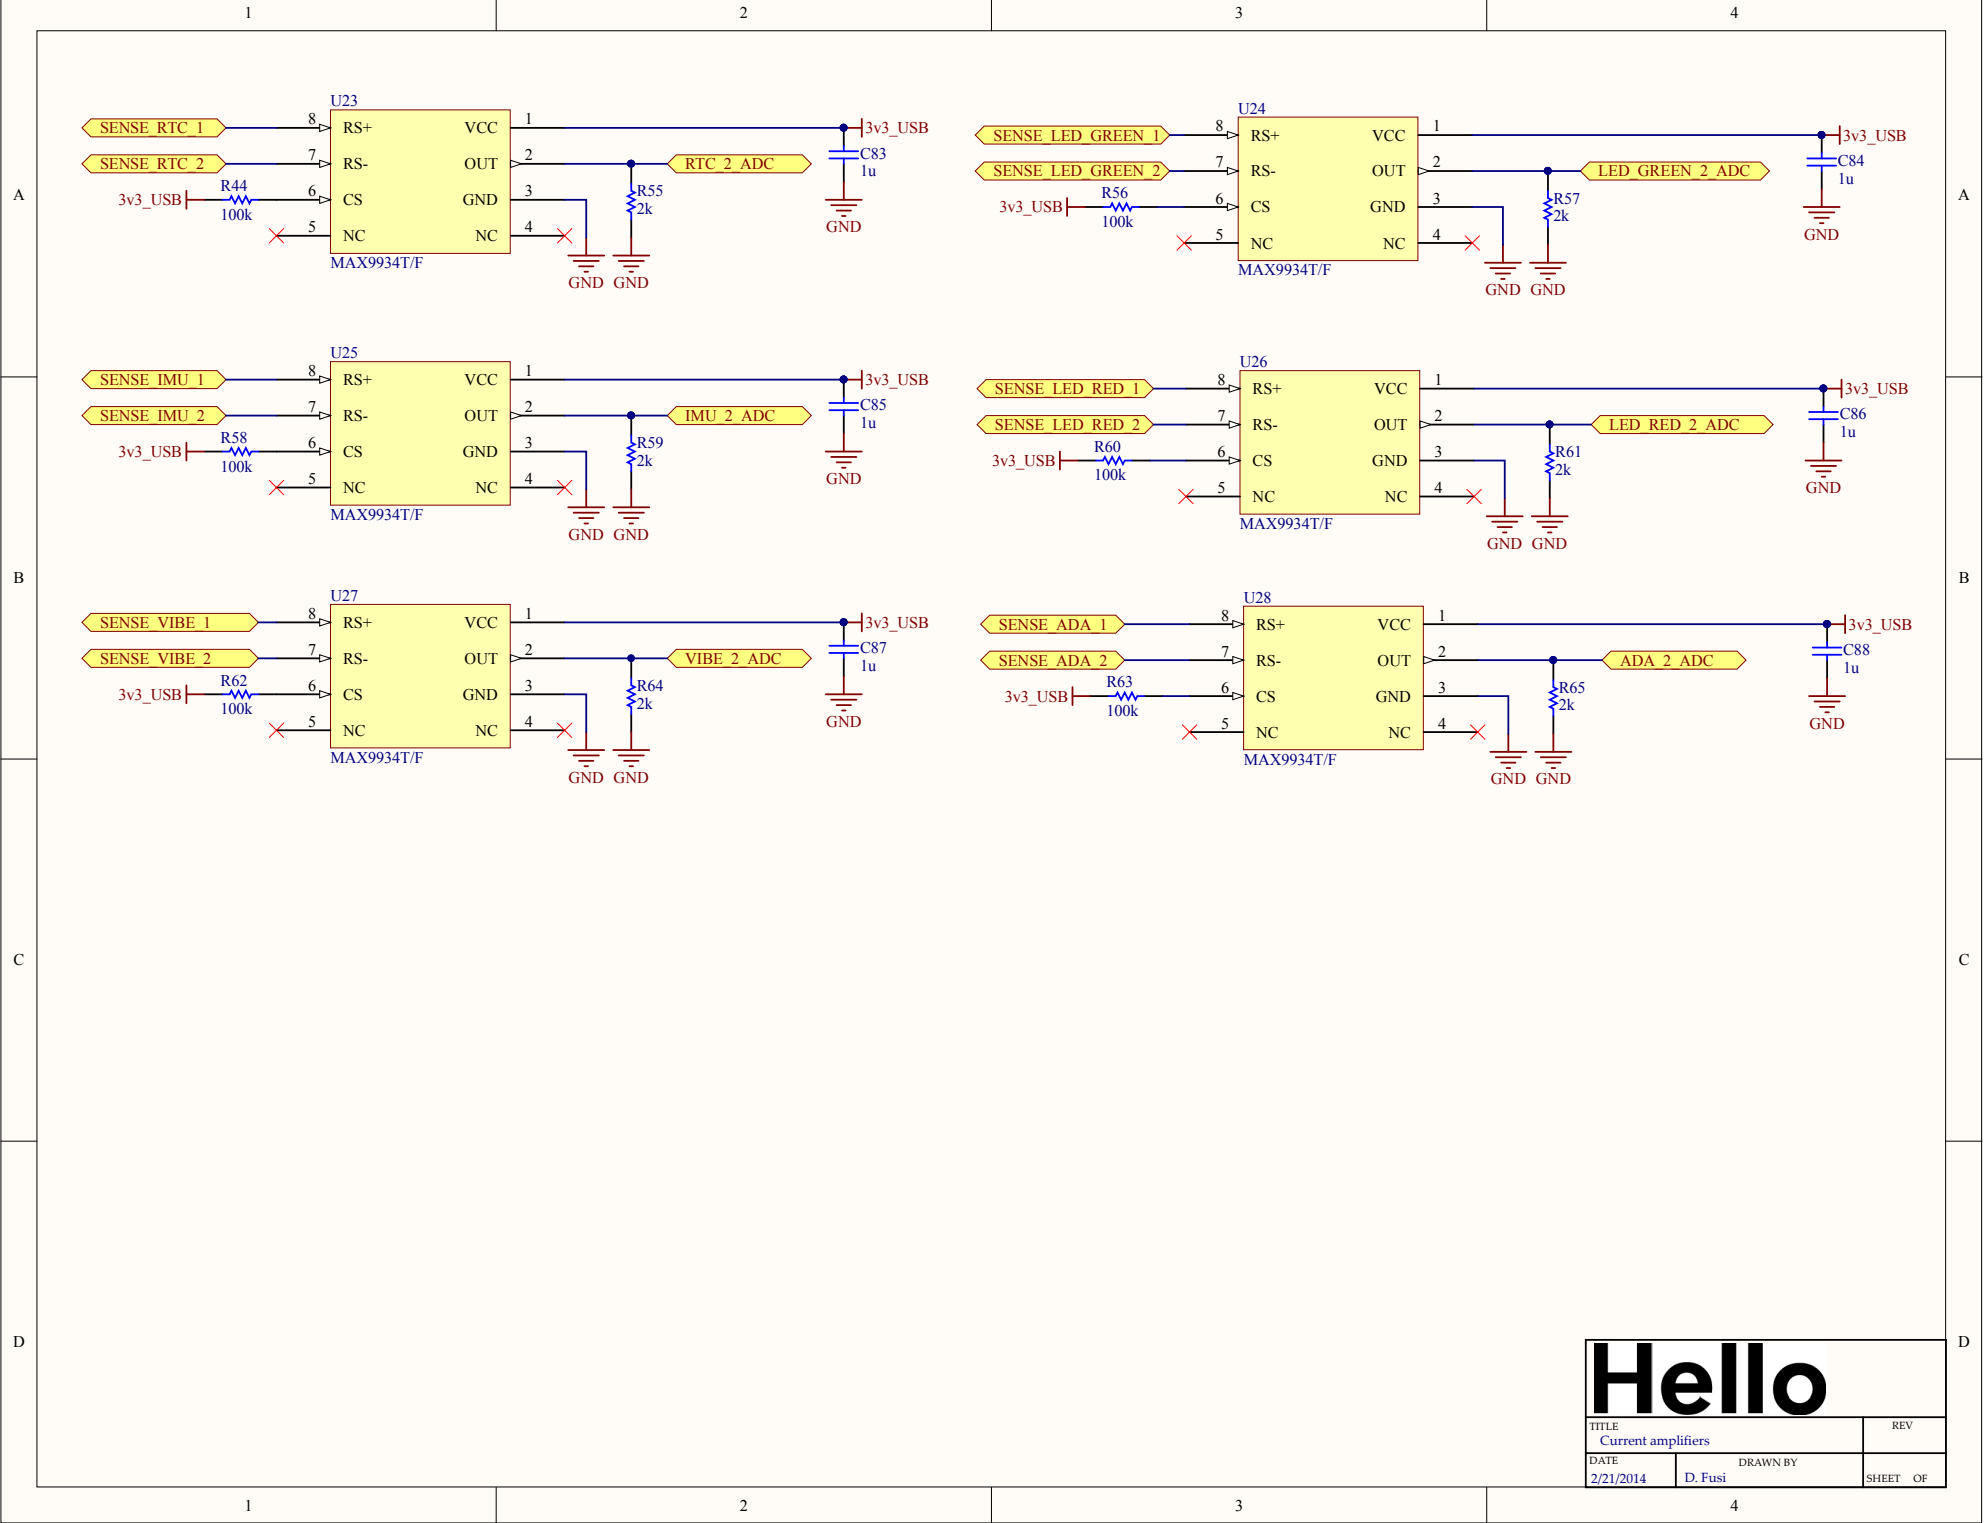 1 2 3 4
A A
B B
C C
D D
U23
SENSE_RTC_1 8 RS+ VCC 1 3v3_USB
SENSE_RTC_2 7 RS- OUT 2 RTC_2_ADC C83 1u
3v3_USB R44 100k 6 CS GND 3 R55 2k GND
5 NC NC 4
MAX9934T/F GND GND
U24
SENSE_LED_GREEN_1 8 RS+ VCC 1 3v3_USB
SENSE_LED_GREEN_2 7 RS- OUT 2 LED_GREEN_2_ADC C84 1u
3v3_USB R56 100k 6 CS GND 3 R57 2k GND
5 NC NC 4
MAX9934T/F GND GND
U25
SENSE_IMU_1 8 RS+ VCC 1 3v3_USB
SENSE_IMU_2 7 RS- OUT 2 IMU_2_ADC C85 1u
3v3_USB R58 100k 6 CS GND 3 R59 2k GND
5 NC NC 4
MAX9934T/F GND GND
U26
SENSE_LED_RED_1 8 RS+ VCC 1 3v3_USB
SENSE_LED_RED_2 7 RS- OUT 2 LED_RED_2_ADC C86 1u
3v3_USB R60 100k 6 CS GND 3 R61 2k GND
5 NC NC 4
MAX9934T/F GND GND
U27
SENSE_VIBE_1 8 RS+ VCC 1 3v3_USB
SENSE_VIBE_2 7 RS- OUT 2 VIBE_2_ADC C87 1u
3v3_USB R62 100k 6 CS GND 3 R64 2k GND
5 NC NC 4
MAX9934T/F GND GND
U28
SENSE_ADA_1 8 RS+ VCC 1 3v3_USB
SENSE_ADA_2 7 RS- OUT 2 ADA_2_ADC C88 1u
3v3_USB R63 100k 6 CS GND 3 R65 2k GND
5 NC NC 4
MAX9934T/F GND GND
Hello
TITLE REV
Current amplifiers
DATE DRAWN BY
2/21/2014 D. Fusi SHEET OF
1 2 3 4